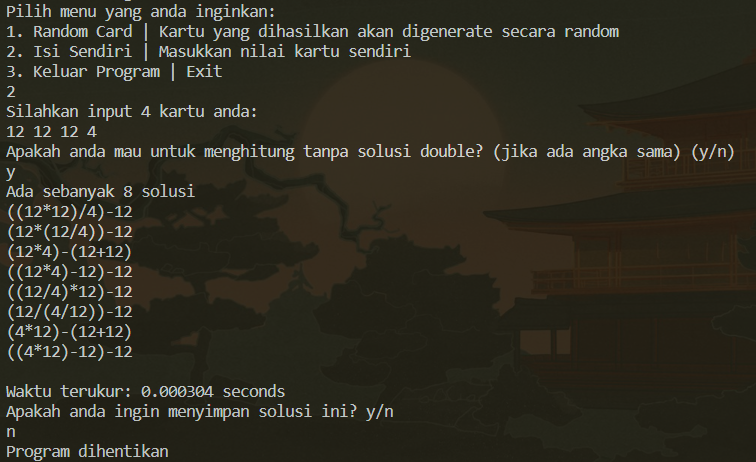 Pilih menu yang anda inginkan:
1. Random Card | Kartu yang dihasilkan akan digenerate secara random
2. Isi Sendiri | Masukkan nilai kartu sendiri
3. Keluar Program | Exit
2
Silahkan input 4 kartu anda:
12 12 12 4
Apakah anda mau untuk menghitung tanpa solusi double? (jika ada angka sama) (y/n)
y
Ada sebanyak 8 solusi
((12*12)/4)-12
(12*(12/4))-12
(12*4)-(12+12)
((12*4)-12)-12
((12/4)*12)-12
(12/(4/12))-12
(4*12)-(12+12)
((4*12)-12)-12
Waktu terukur: 0.000304 seconds
Apakah anda ingin menyimpan solusi ini? y/n
n
Program dihentikan